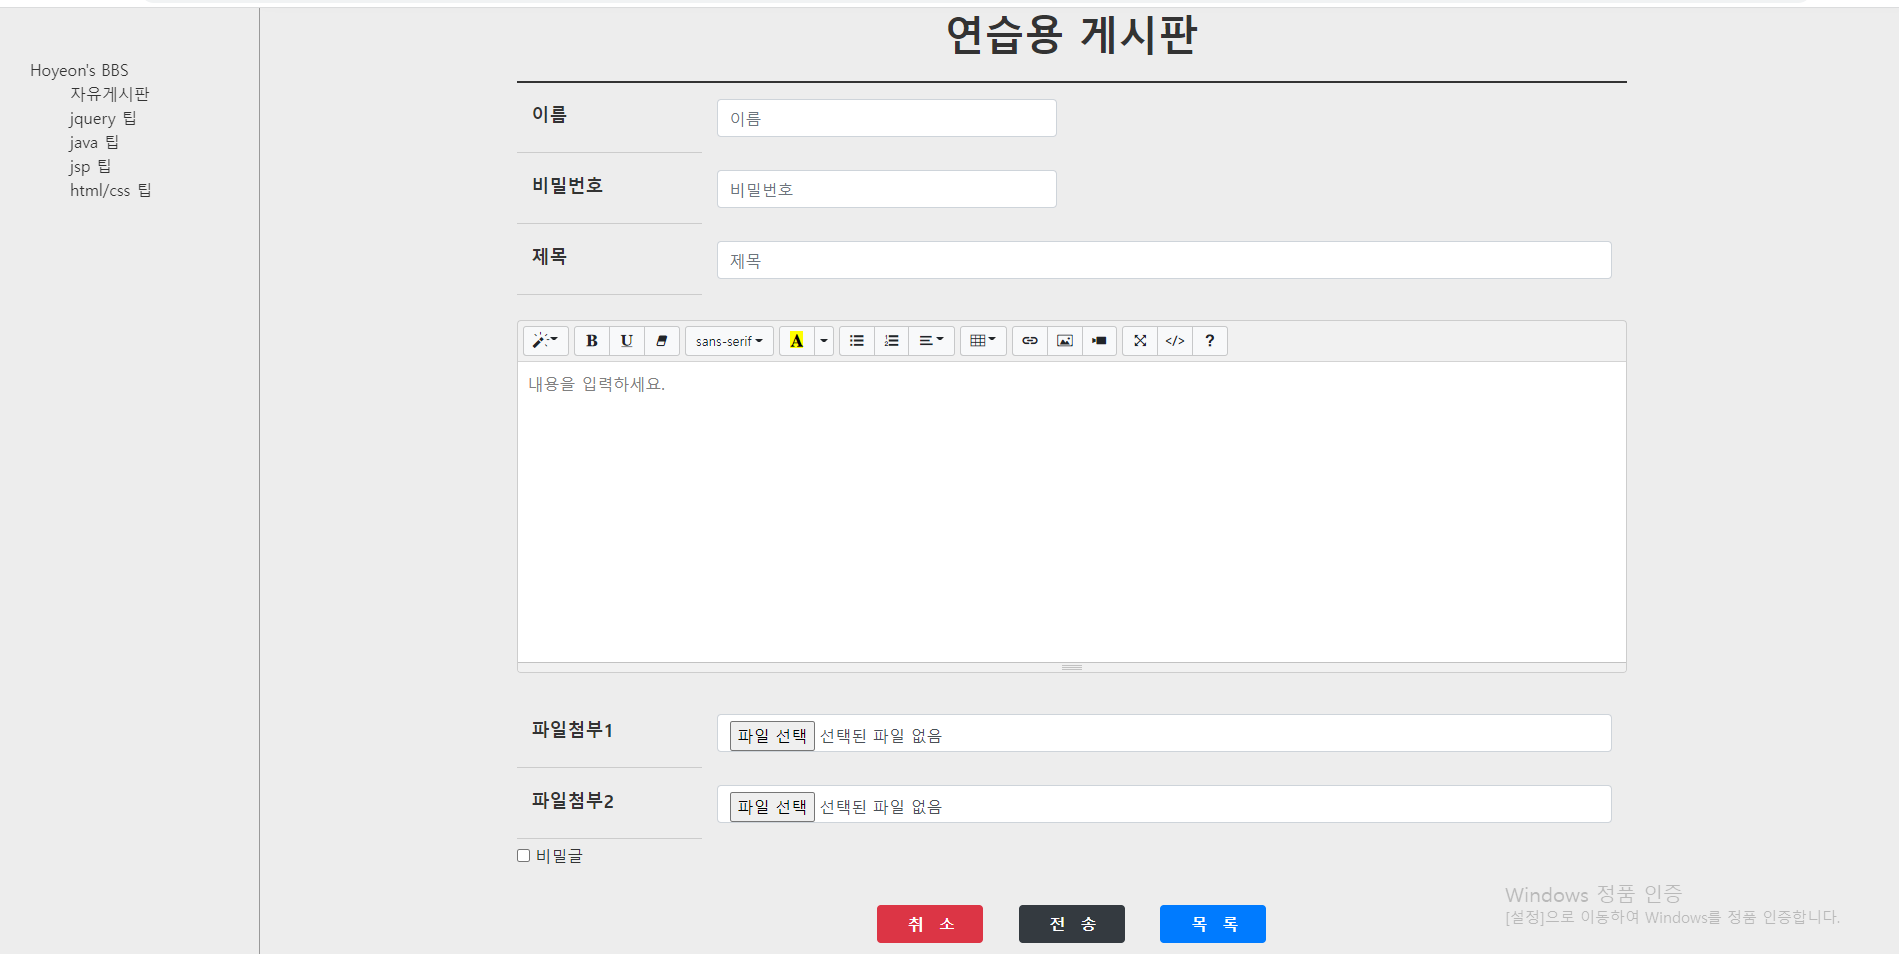 연습용 게시판
Hoyeon's BBS
자유게시판
jquery 팁
java 팁
jsp 팁
html/css 팁
이름 이름
비밀번호 비밀번호
제목 제목
B U sans-serif A </> ?
내용을 입력하세요.
파일첨부1 파일 선택 선택된 파일 없음
파일첨부2 파일 선택 선택된 파일 없음
비밀글
취 소 전 송 목 록
Windows 정품 인증
[설정]으로 이동하여 Windows를 정품 인증합니다.